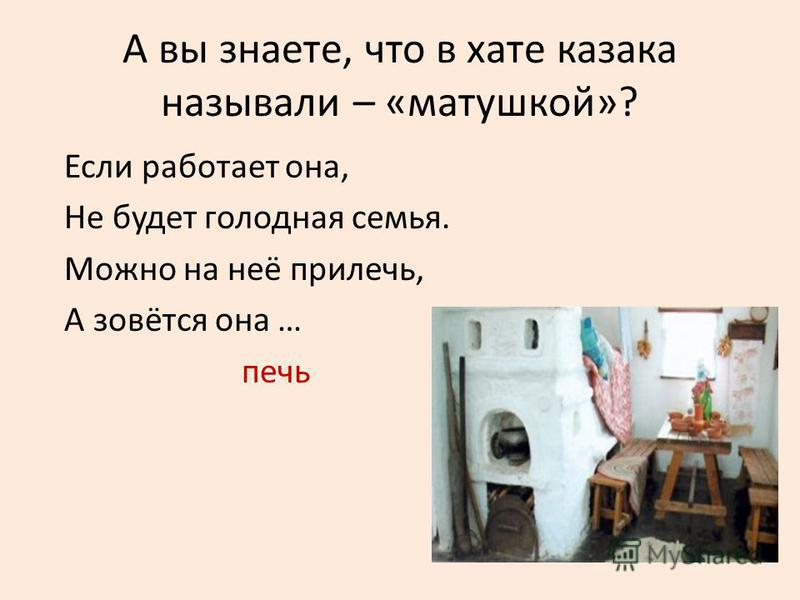 А вы знаете, что в хате казака
называли – «матушкой»?
Если работает она,
Не будет голодная семья.
Можно на неё прилечь,
А зовётся она …
печь
MyShared